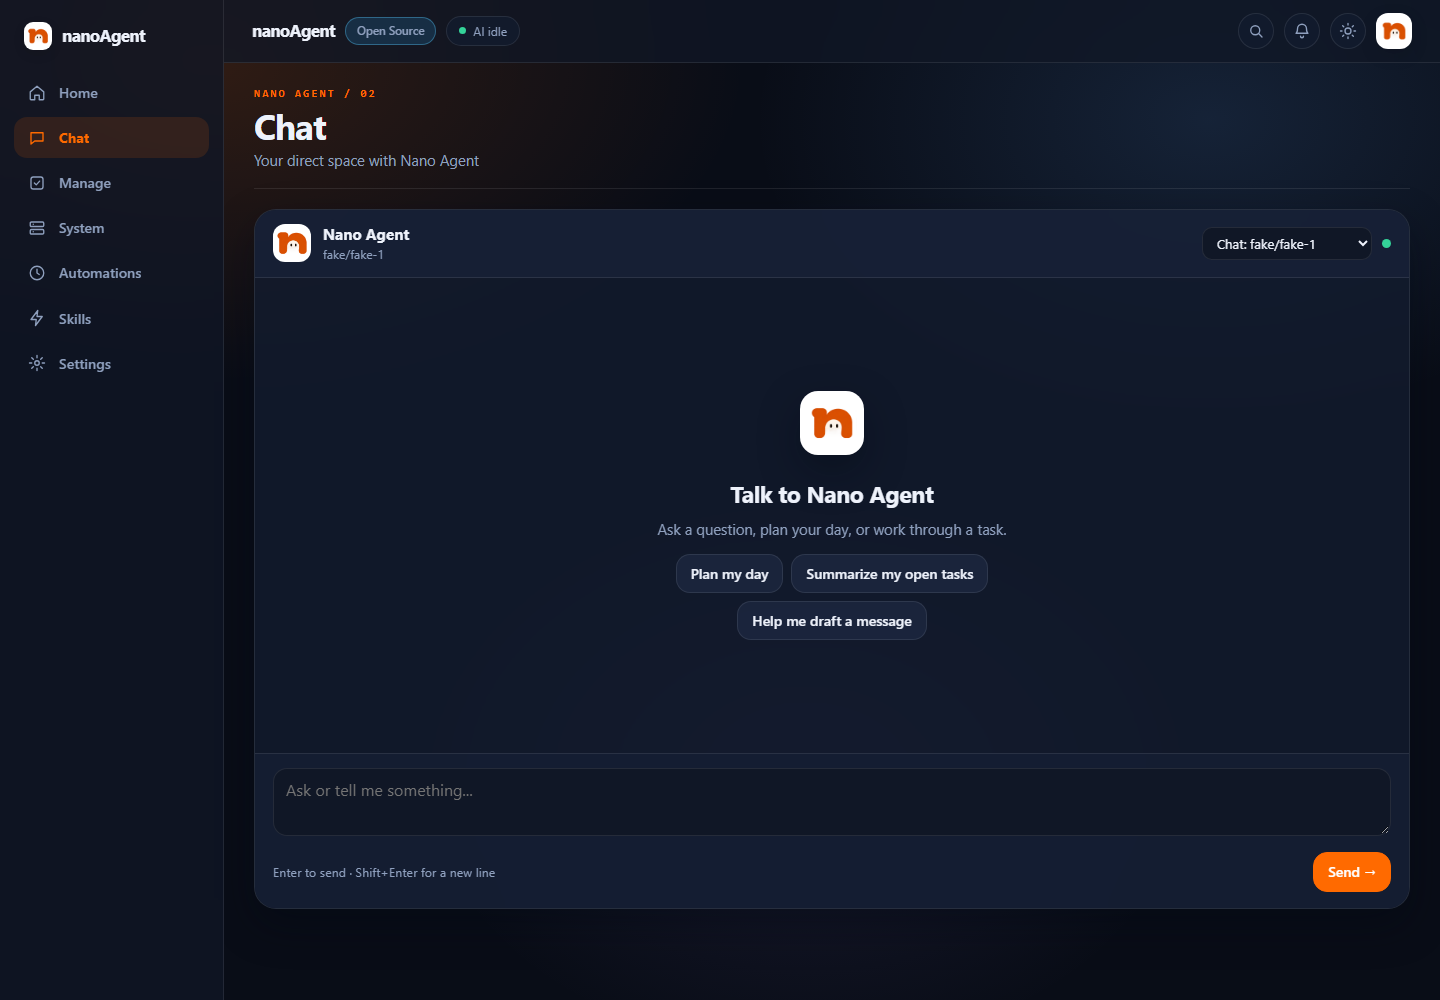 nanoAgent
Home
Chat
Manage
System
Automations
Skills
Settings
nanoAgent
Open Source
AI idle
NANO AGENT / 02
Chat
Your direct space with Nano Agent
Nano Agent
fake/fake-1
Chat: fake/fake-1
Talk to Nano Agent
Ask a question, plan your day, or work through a task.
Plan my day
Summarize my open tasks
Help me draft a message
Ask or tell me something...
Enter to send · Shift+Enter for a new line
Send →